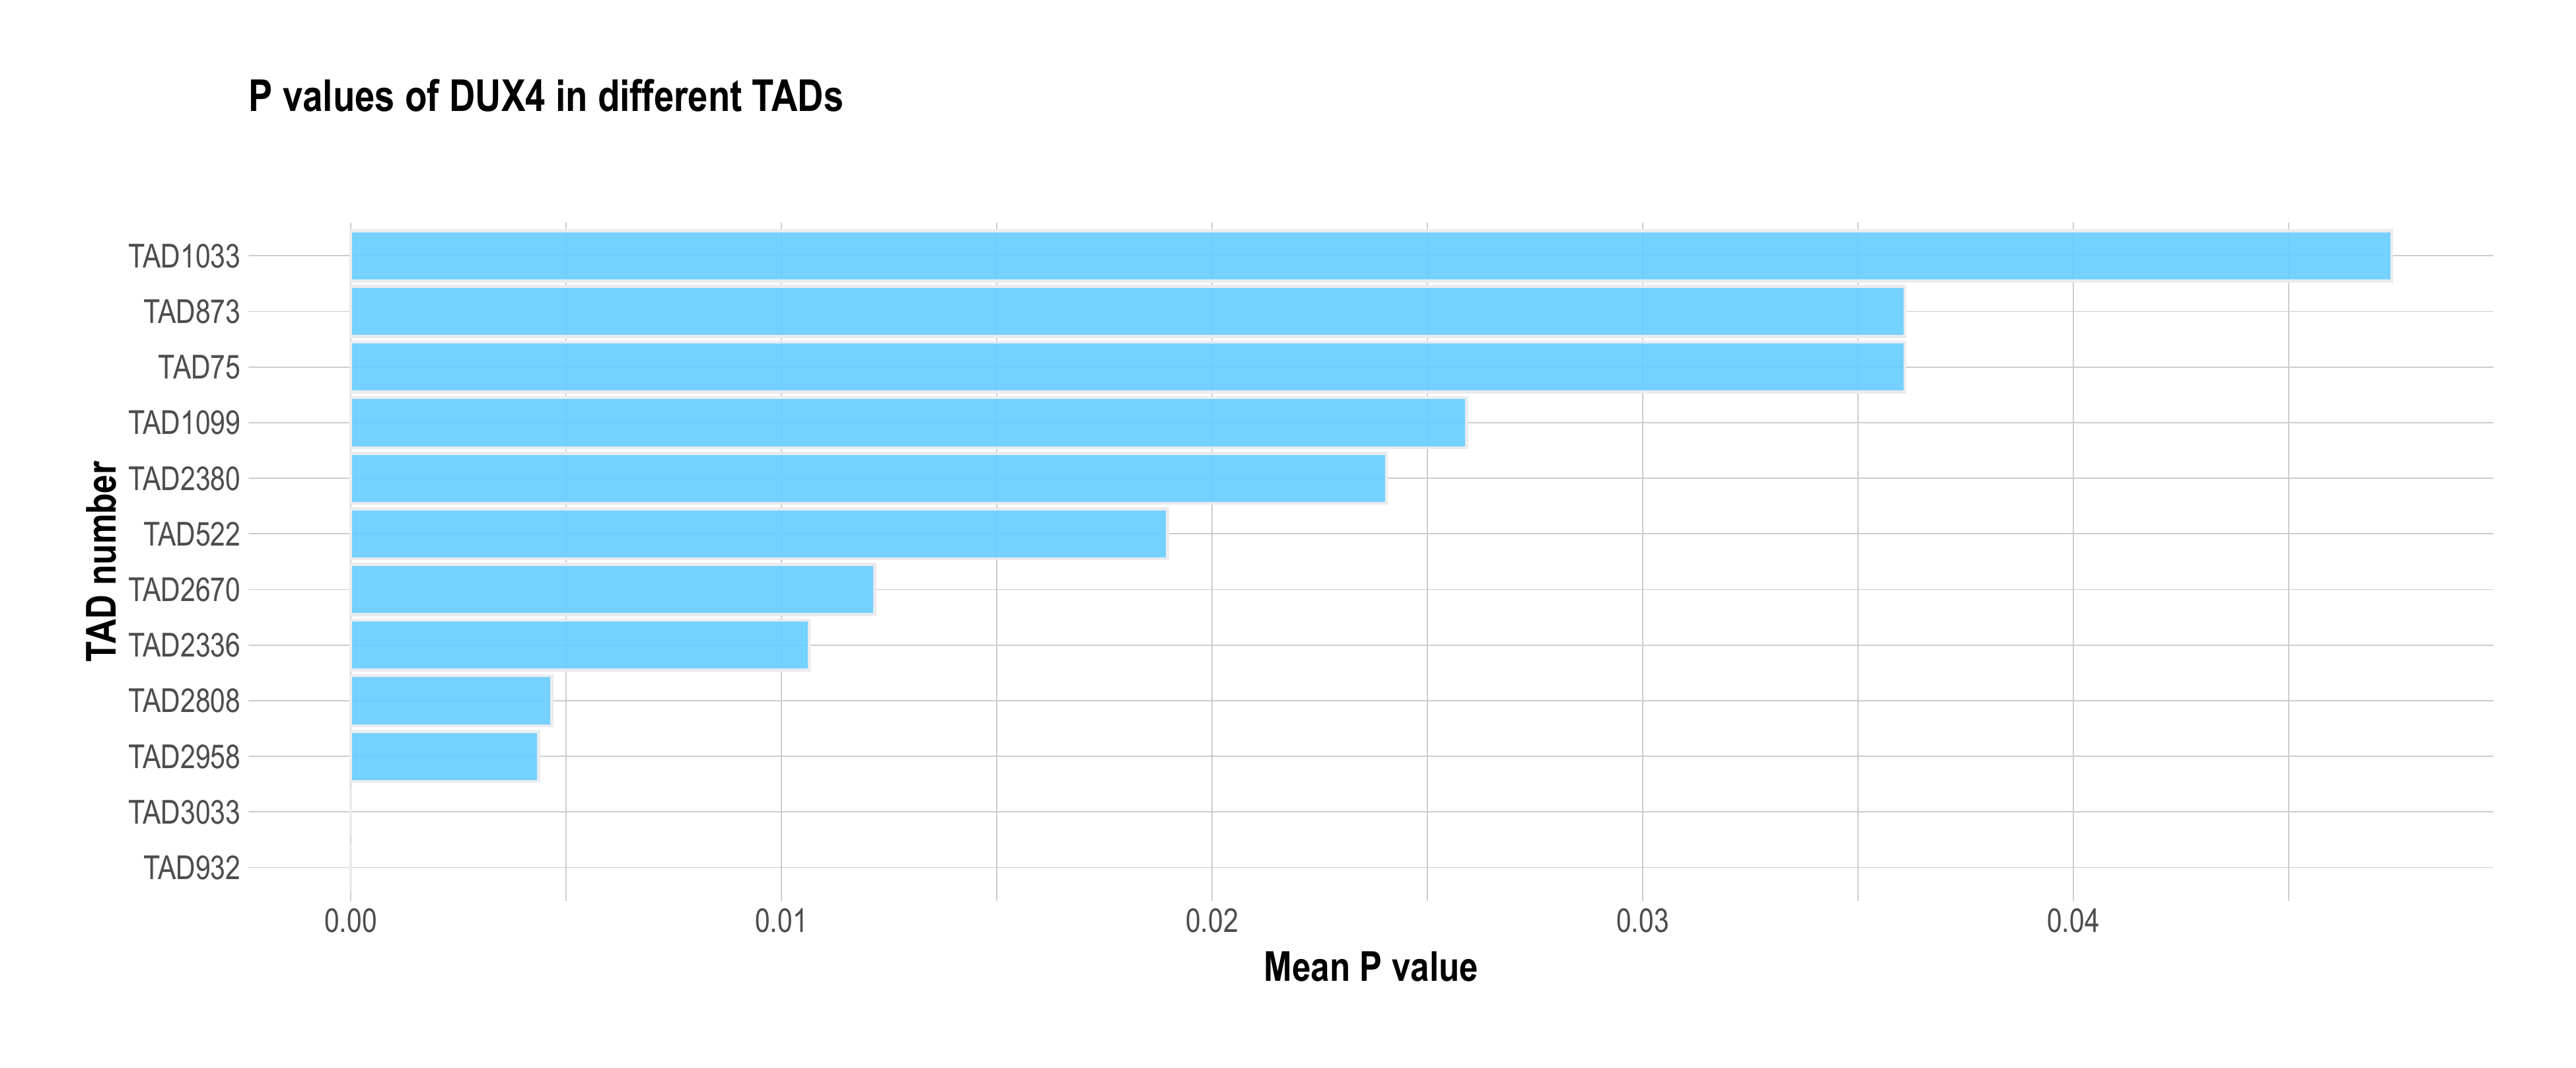 P values of DUX4 in different TADs
TAD number
TAD1033
TAD873
TAD75
TAD1099
TAD2380
TAD522
TAD2670
TAD2336
TAD2808
TAD2958
TAD3033
TAD932
0.00 0.01 0.02 0.03 0.04
Mean P value